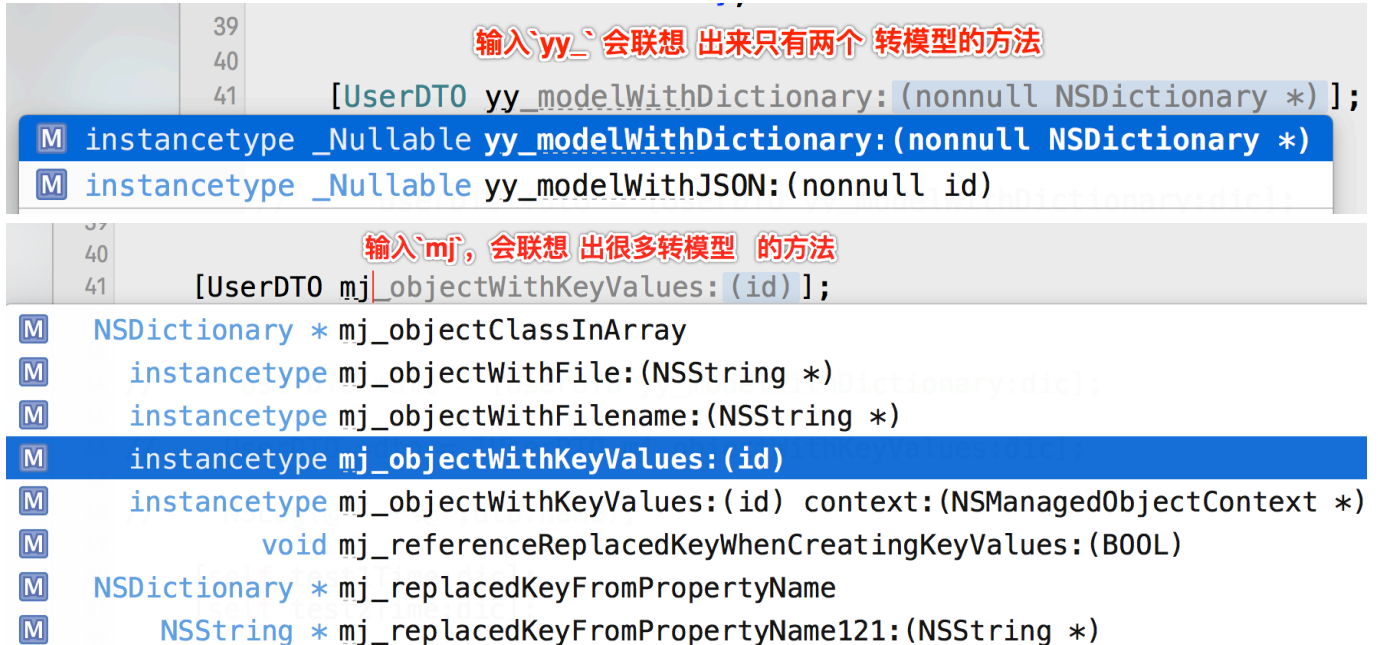 39
输入`yy_` 会联想 出来只有两个 转模型的方法
40
41 [UserDTO yy_modelWithDictionary:(nonnull NSDictionary *)];
M instancetype _Nullable yy_modelWithDictionary:(nonnull NSDictionary *)
M instancetype _Nullable yy_modelWithJSON:(nonnull id)
39
40 输入`mj`，会联想 出很多转模型 的方法
41 [UserDTO mj_objectWithKeyValues:(id)];
M NSDictionary * mj_objectClassInArray
M instancetype mj_objectWithFile:(NSString *)
M instancetype mj_objectWithFilename:(NSString *)
M instancetype mj_objectWithKeyValues:(id)
M instancetype mj_objectWithKeyValues:(id) context:(NSManagedObjectContext *)
M void mj_referenceReplacedKeyWhenCreatingKeyValues:(BOOL)
M NSDictionary * mj_replacedKeyFromPropertyName
M NSString * mj_replacedKeyFromPropertyName121:(NSString *)